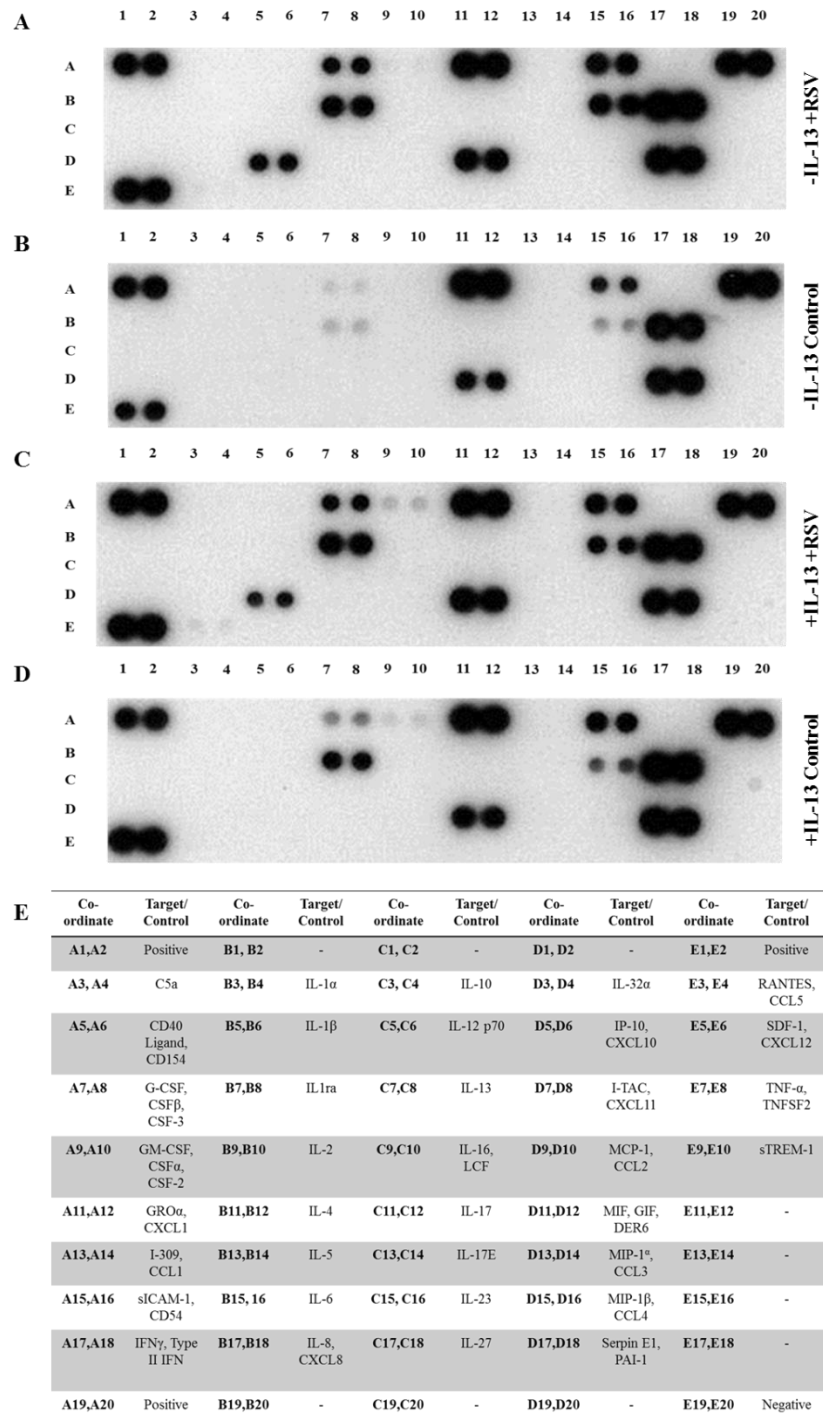 A
1 2 3 4 5 6 7 8 9 10 11 12 13 14 15 16 17 18 19 20
A
B
C
D
E
-IL-13 +RSV
B
1 2 3 4 5 6 7 8 9 10 11 12 13 14 15 16 17 18 19 20
A
B
C
D
E
-IL-13 Control
C
1 2 3 4 5 6 7 8 9 10 11 12 13 14 15 16 17 18 19 20
A
B
C
D
E
+IL-13 +RSV
D
1 2 3 4 5 6 7 8 9 10 11 12 13 14 15 16 17 18 19 20
A
B
C
D
E
+IL-13 Control
E
Co- Target/ Co- Target/ Co- Target/ Co- Target/ Co- Target/
ordinate Control ordinate Control ordinate Control ordinate Control ordinate Control
A1,A2 Positive B1, B2 - C1, C2 - D1, D2 - E1,E2 Positive
A3, A4 C5a B3, B4 IL-1α C3, C4 IL-10 D3, D4 IL-32α E3, E4 RANTES,
CCL5
A5,A6 CD40 B5,B6 IL-1β C5,C6 IL-12 p70 D5,D6 IP-10, E5,E6 SDF-1,
Ligand, CXCL10 CXCL12
CD154
A7,A8 G-CSF, B7,B8 IL1ra C7,C8 IL-13 D7,D8 I-TAC, E7,E8 TNF-α,
CSFβ, CXCL11 TNFSF2
CSF-3
A9,A10 GM-CSF, B9,B10 IL-2 C9,C10 IL-16, D9,D10 MCP-1, E9,E10 sTREM-1
CSFα, LCF CCL2
CSF-2
A11,A12 GROα, B11,B12 IL-4 C11,C12 IL-17 D11,D12 MIF, GIF, E11,E12 -
CXCL1 DER6
A13,A14 I-309, B13,B14 IL-5 C13,C14 IL-17E D13,D14 MIP-1ᵅ, E13,E14 -
CCL1 CCL3
A15,A16 sICAM-1, B15, 16 IL-6 C15, C16 IL-23 D15, D16 MIP-1β, E15,E16 -
CD54 CCL4
A17,A18 IFNγ, Type B17,B18 IL-8, C17,C18 IL-27 D17,D18 Serpin E1, E17,E18 -
II IFN CXCL8 PAI-1
A19,A20 Positive B19,B20 - C19,C20 - D19,D20 - E19,E20 Negative